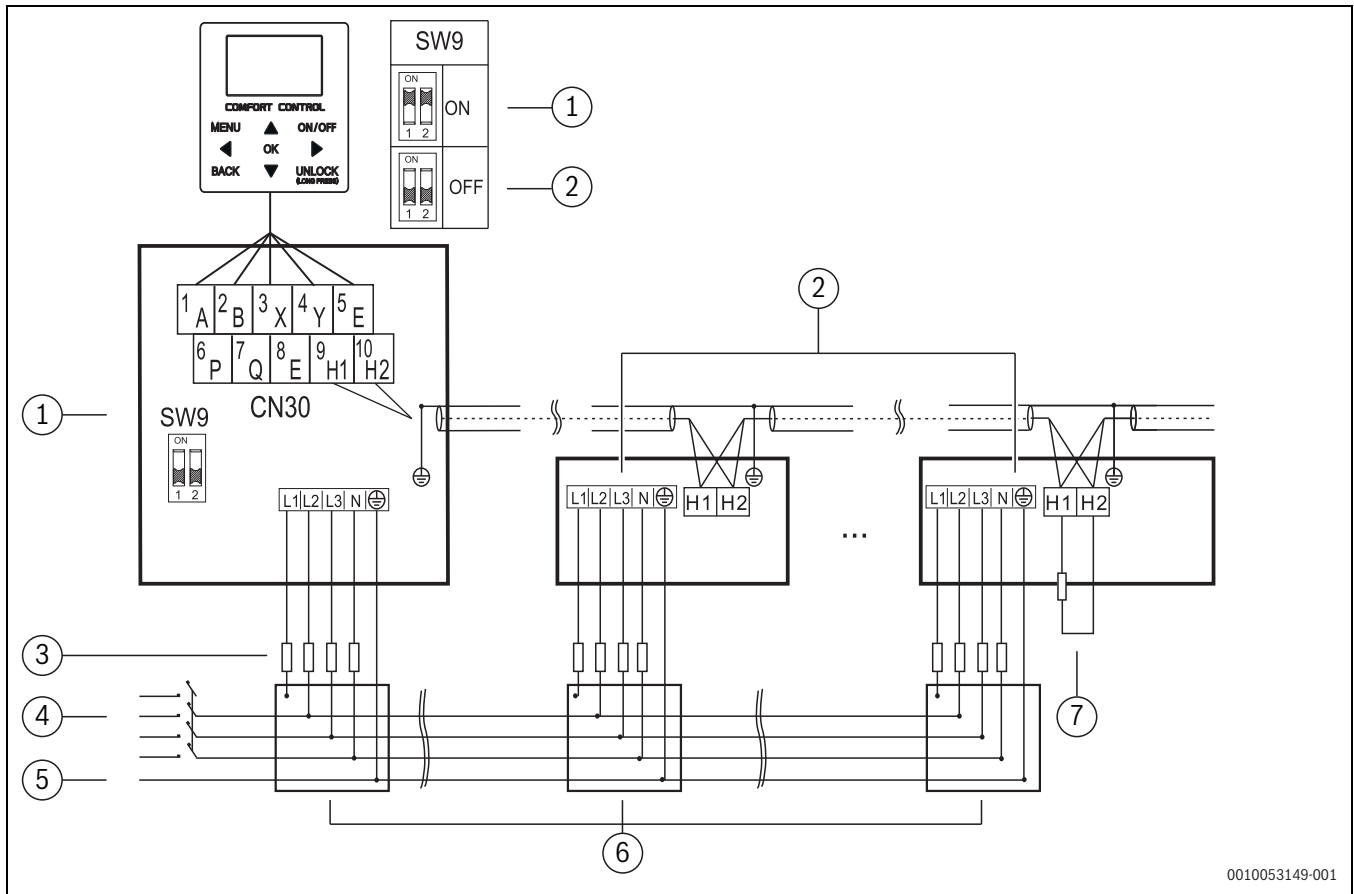 SW9
ON
1 2
ON
①
ON
1 2
OFF
②
COMFORT CONTROL
MENU ▲ ON/OFF
◀ OK ▶
BACK ▼ UNLOCK
(LONG PRESS)
②
1 A 2 B 3 X 4 Y 5 E
6 P 7 Q 8 E 9 H1 10 H2
CN30
①
SW9
ON
1 2
L1 L2 L3 N
L1 L2 L3 N
H1 H2
...
L1 L2 L3 N
H1 H2
③
④
⑤
⑥
⑦
0010053149-001